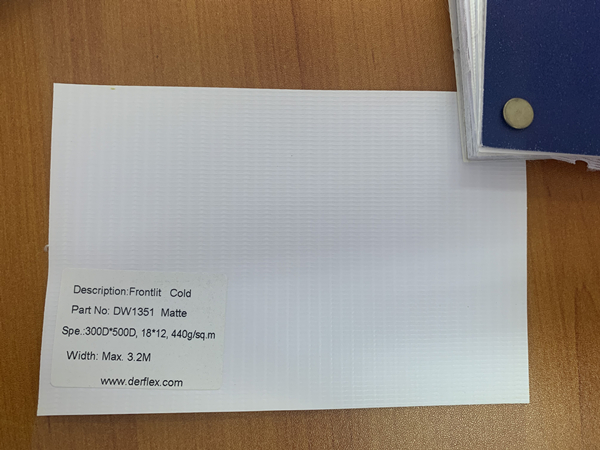 Description:Frontlit Cold
Part No: DW1351 Matte
Spe.:300D*500D, 18*12, 440g/sq.m
Width: Max. 3.2M
www.derflex.com